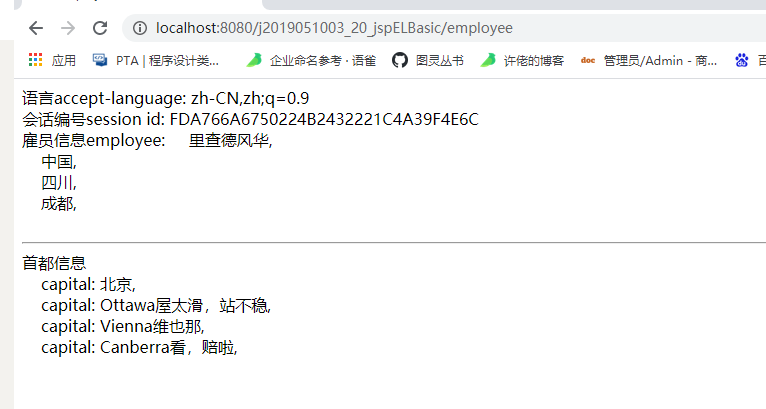 localhost:8080/j2019051003_20_jspELBasic/employee
应用 PTA | 程序设计类... 企业命名参考 · 语雀 图灵丛书 许佬的博客 doc 管理员/Admin - 商...
语言accept-language: zh-CN,zh;q=0.9
会话编号session id: FDA766A6750224B2432221C4A39F4E6C
雇员信息employee: 里查德风华,
中国,
四川,
成都,
首都信息
capital: 北京,
capital: Ottawa屋太滑，站不稳,
capital: Vienna维也那,
capital: Canberra看，赔啦,